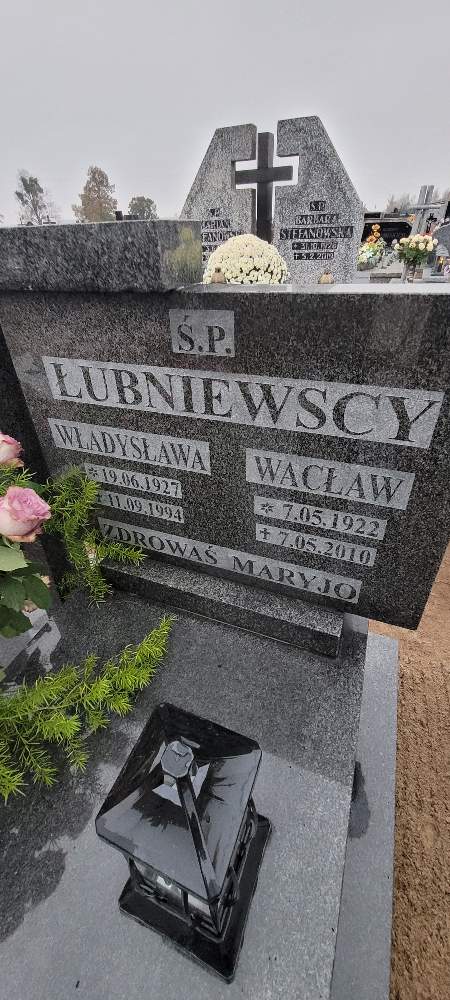 Ś.P.
ŁUBNIEWSCY
WŁADYSŁAWA
* 19.06.1927
11.09.1994
WACŁAW
* 7.05.1922
✝ 7.05.2010
ZDROWAŚ MARYJO
Ś.P.
BARBARA
STEFANOWSKA